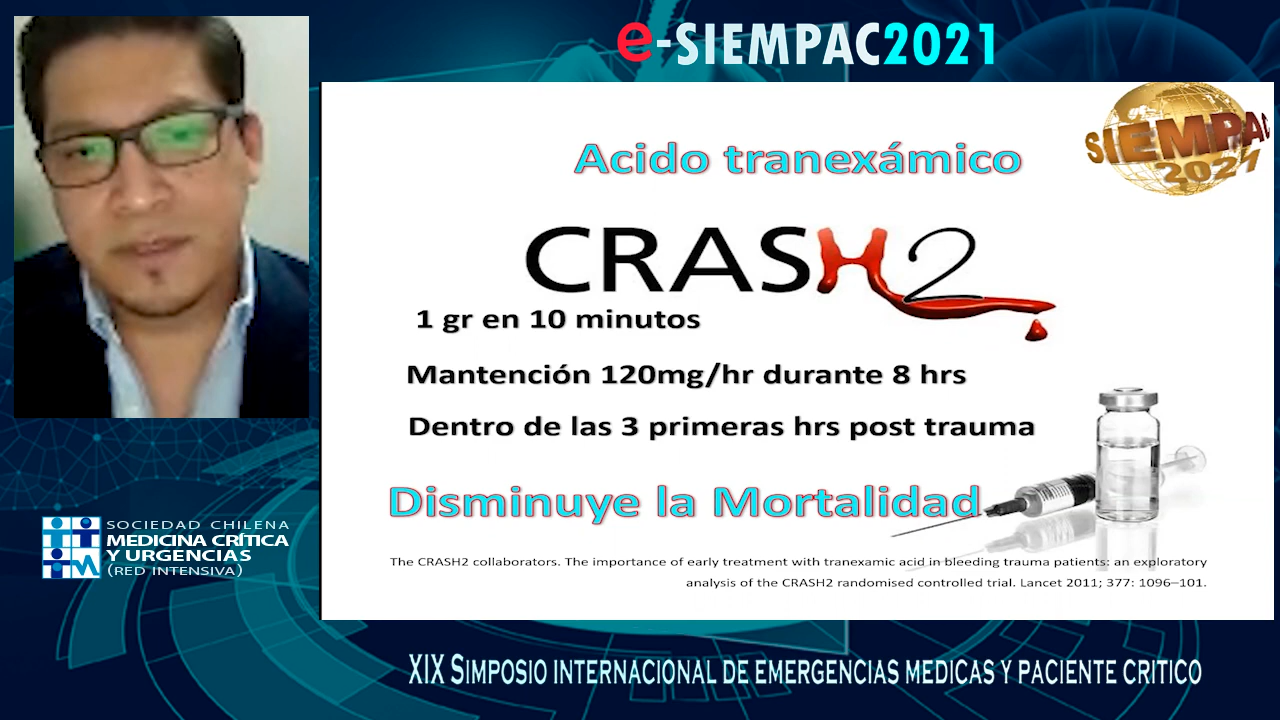 e-SIEMPAC2021
SIEMPAC
2021
Acido tranexámico
CRASH2
1 gr en 10 minutos
Mantención 120mg/hr durante 8 hrs
Dentro de las 3 primeras hrs post trauma
Disminuye la Mortalidad
The CRASH2 collaborators. The importance of early treatment with tranexamic acid in bleeding trauma patients: an exploratory
analysis of the CRASH2 randomised controlled trial. Lancet 2011; 377: 1096–101.
SOCIEDAD CHILENA
MEDICINA CRÍTICA
Y URGENCIAS
(RED INTENSIVA)
XIX SIMPOSIO INTERNACIONAL DE EMERGENCIAS MEDICAS Y PACIENTE CRITICO